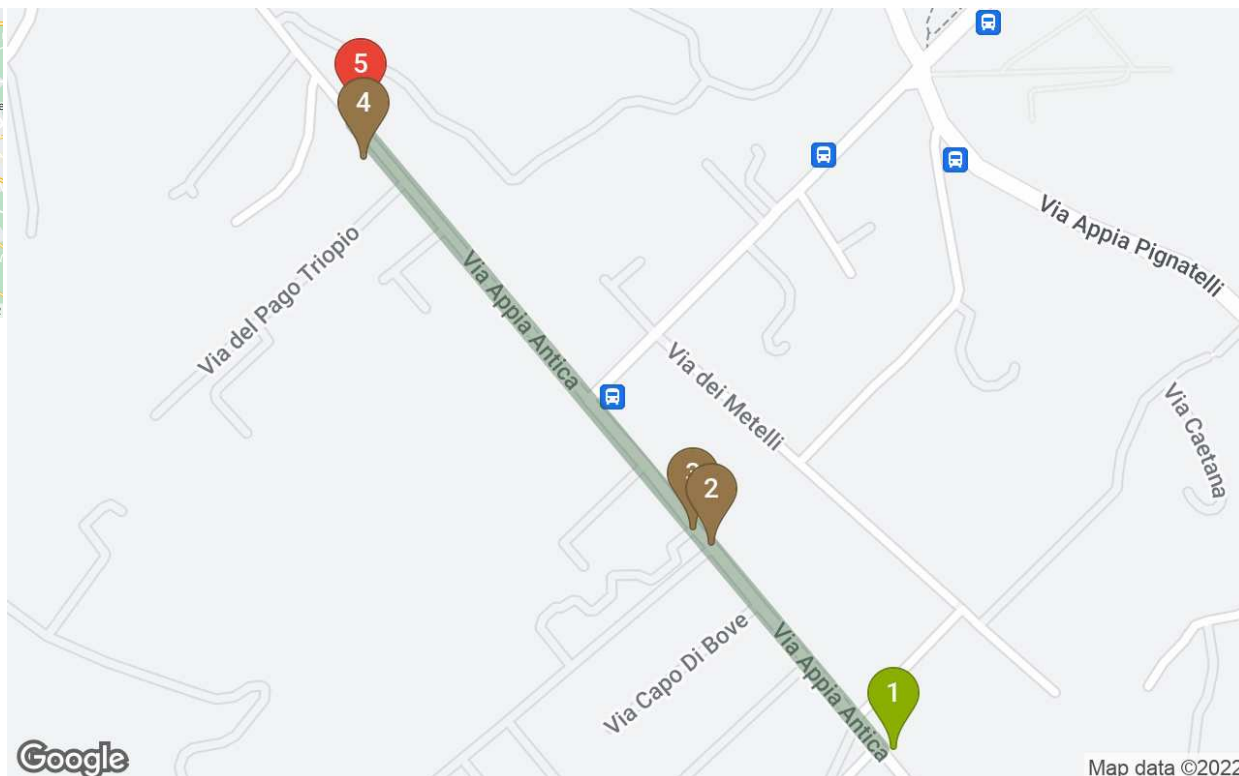 5
4
Via Appia Pignatelli
Via del Pago Triopio
Via Appia Antica
Via dei Metelli
Via Caetana
3
2
Via Capo Di Bove
Via Appia Antica
1
Google
Map data ©2022